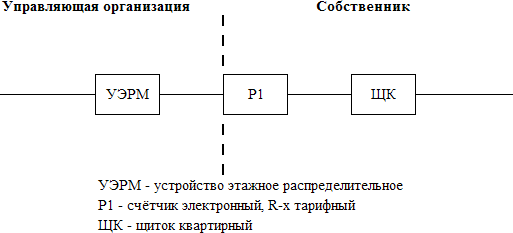 Управляющая организация
Собственник
УЭРМ
Р1
ЩК
УЭРМ - устройство этажное распределительное
Р1 - счётчик электронный, R-х тарифный
ЩК - щиток квартирный